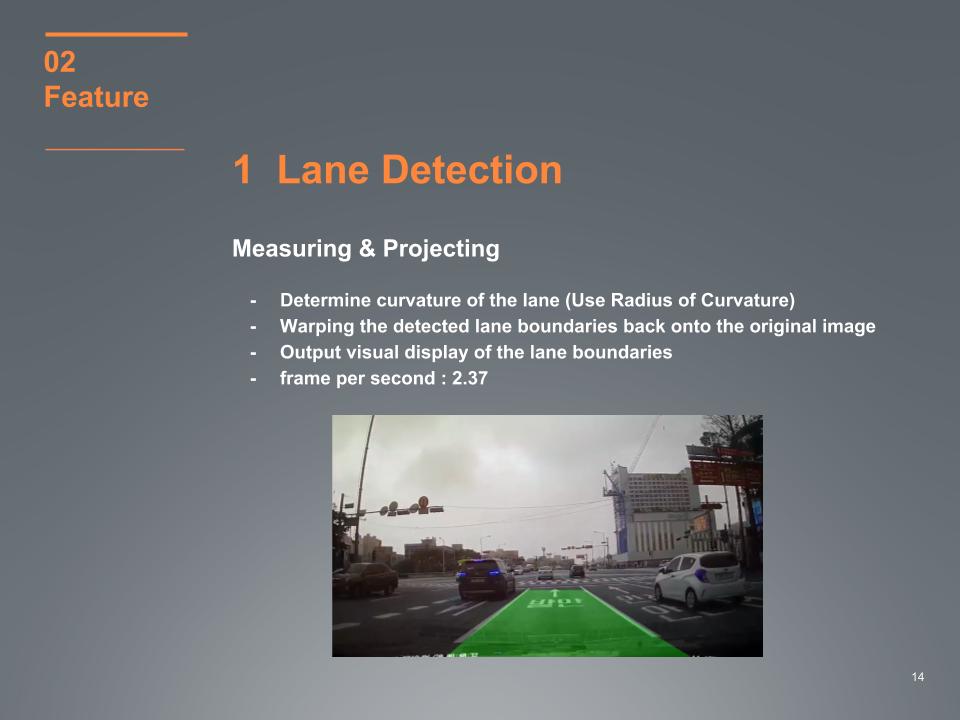 02
Feature
1 Lane Detection
Measuring & Projecting
- Determine curvature of the lane (Use Radius of Curvature)
- Warping the detected lane boundaries back onto the original image
- Output visual display of the lane boundaries
- frame per second : 2.37
14